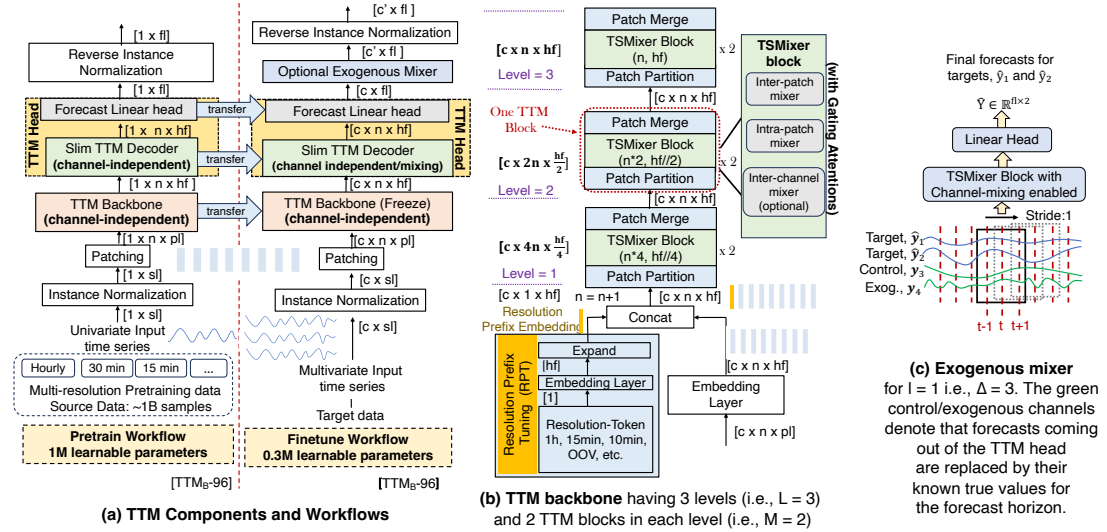 [1 x fl]
Reverse Instance
Normalization
[1 x fl]
Forecast Linear head
[1 x n x hf]
Slim TTM Decoder
(channel-independent)
TTM Head
[1 x n x hf]
TTM Backbone
(channel-independent)
[1 x n x pl]
Patching
[1 x sl]
Instance Normalization
[1 x sl]
Univariate Input
time series
Hourly
30 min
15 min
...
Multi-resolution Pretraining data
Source Data: ~1B samples
Pretrain Workflow
1M learnable parameters
[TTMB-96]
transfer
transfer
transfer
[c' x fl ]
Reverse Instance Normalization
[c' x fl]
Optional Exogenous Mixer
[c x fl]
Forecast Linear head
[c x n x hf]
Slim TTM Decoder
(channel independent/mixing)
TTM Head
[c x n x hf]
TTM Backbone (Freeze)
(channel-independent)
[c x n x pl]
Patching
[c x sl]
Instance Normalization
[c x sl]
Multivariate Input
time series
Target data
Finetune Workflow
0.3M learnable parameters
[TTMB-96]
(a) TTM Components and Workflows
[c x n x hf]
Level = 3
Patch Merge
TSMixer Block
(n, hf)
Patch Partition
x 2
[c x n x hf]
One TTM
Block
[c x 2n x hf/2]
Level = 2
Patch Merge
TSMixer Block
(n*2, hf//2)
Patch Partition
x 2
[c x n x hf]
[c x 4n x hf/4]
Level = 1
Patch Merge
TSMixer Block
(n*4, hf//4)
Patch Partition
x 2
[c x 1 x hf]
n = n+1
[c x n x hf]
Resolution
Prefix Embedding
Concat
Resolution Prefix
Tuning (RPT)
Expand
[hf]
Embedding Layer
[1]
Resolution-Token
1h, 15min, 10min,
OOV, etc.
[c x n x hf]
Embedding
Layer
[c x n x pl]
TSMixer
block
Inter-patch
mixer
Intra-patch
mixer
Inter-channel
mixer
(optional)
(with Gating Attentions)
(b) TTM backbone having 3 levels (i.e., L = 3)
and 2 TTM blocks in each level (i.e., M = 2)
Final forecasts for
targets, ŷ1 and ŷ2
Ŷ ∈ ℝ^fl×2
Linear Head
TSMixer Block with
Channel-mixing enabled
Stride:1
Target, ŷ1
Target, ŷ2
Control, y3
Exog., y4
t-1 t t+1
(c) Exogenous mixer
for l = 1 i.e., Δ = 3. The green
control/exogenous channels
denote that forecasts coming
out of the TTM head
are replaced by their
known true values for
the forecast horizon.